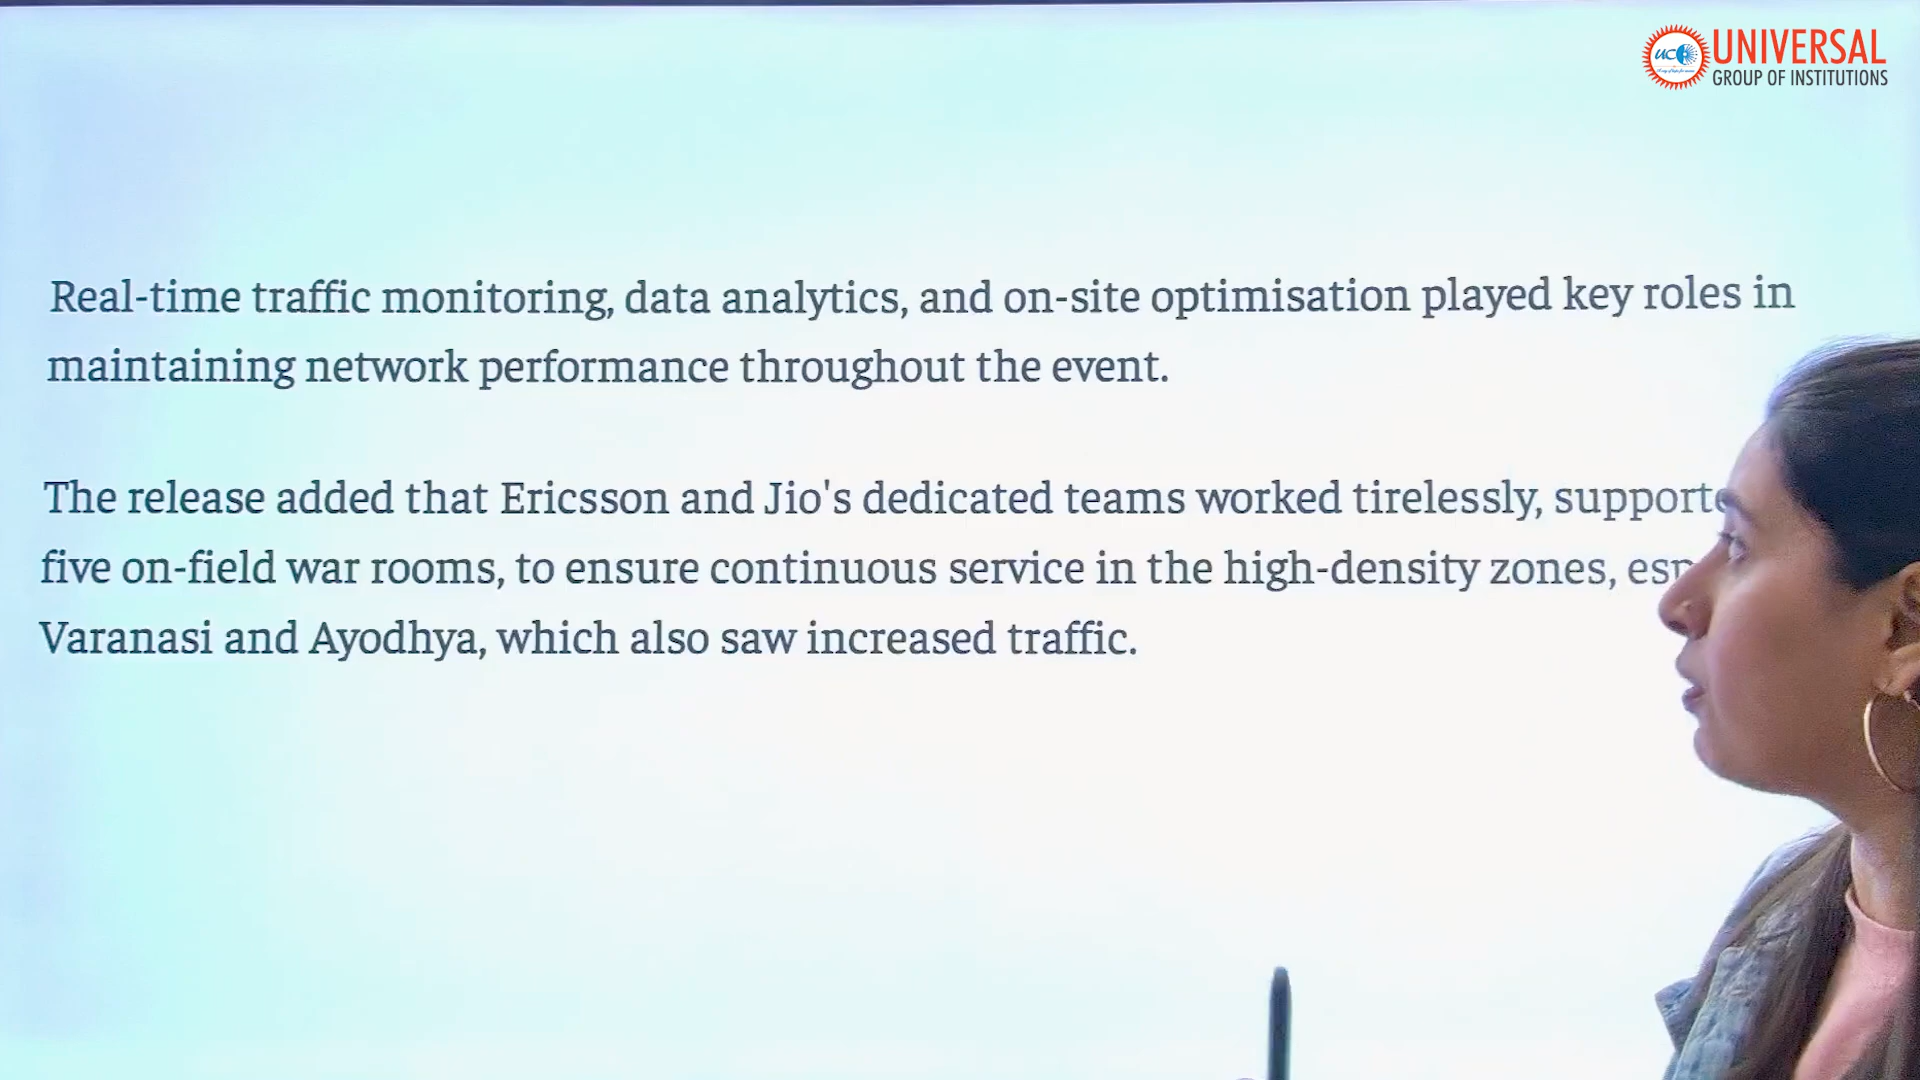 UNIVERSAL
GROUP OF INSTITUTIONS
Real-time traffic monitoring, data analytics, and on-site optimisation played key roles in
maintaining network performance throughout the event.
The release added that Ericsson and Jio's dedicated teams worked tirelessly,
five on-field war rooms, to ensure continuous service in the high-density zones,
Varanasi and Ayodhya, which also saw increased traffic.